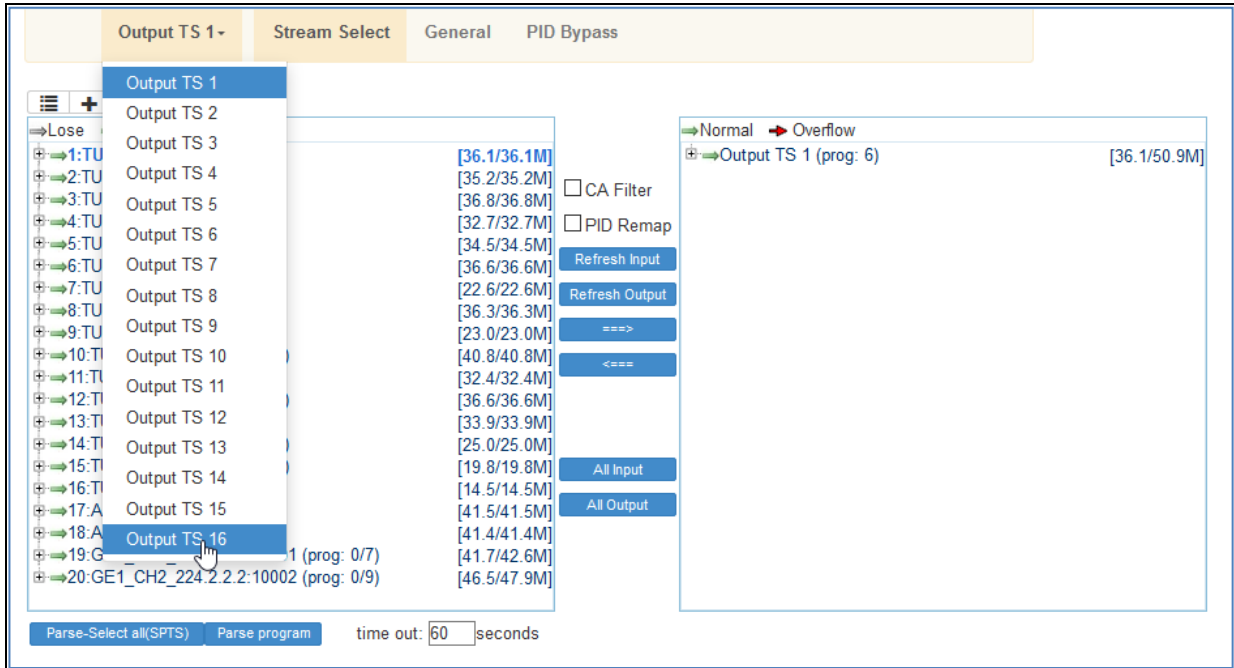 Output TS 1 Stream Select General PID Bypass
Output TS 1
Output TS 2
Output TS 3
Output TS 4
Output TS 5
Output TS 6
Output TS 7
Output TS 8
Output TS 9
Output TS 10
Output TS 11
Output TS 12
Output TS 13
Output TS 14
Output TS 15
Output TS 16
Lose
1:TU [36.1/36.1M]
2:TU [35.2/35.2M]
3:TU [36.8/36.8M]
4:TU [32.7/32.7M]
5:TU [34.5/34.5M]
6:TU [36.6/36.6M]
7:TU [22.6/22.6M]
8:TU [36.3/36.3M]
9:TU [23.0/23.0M]
10:TU ) [40.8/40.8M]
11:TU [32.4/32.4M]
12:TU ) [36.6/36.6M]
13:TU [33.9/33.9M]
14:TU ) [25.0/25.0M]
15:TU ) [19.8/19.8M]
16:TU [14.5/14.5M]
17:A [41.5/41.5M]
18:A [41.4/41.4M]
19:G 1 (prog: 0/7) [41.7/42.6M]
20:GE1_CH2_224.2.2.2:10002 (prog: 0/9) [46.5/47.9M]
CA Filter
PID Remap
Refresh Input
Refresh Output
===>
<===
All Input
All Output
Normal Overflow
Output TS 1 (prog: 6) [36.1/50.9M]
Parse-Select all(SPTS) Parse program time out: 60 seconds